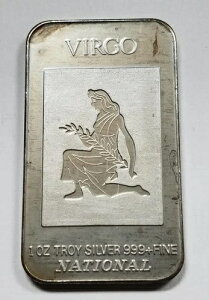 VIRGO
1 OZ TROY SILVER 999+FINE
NATIONAL